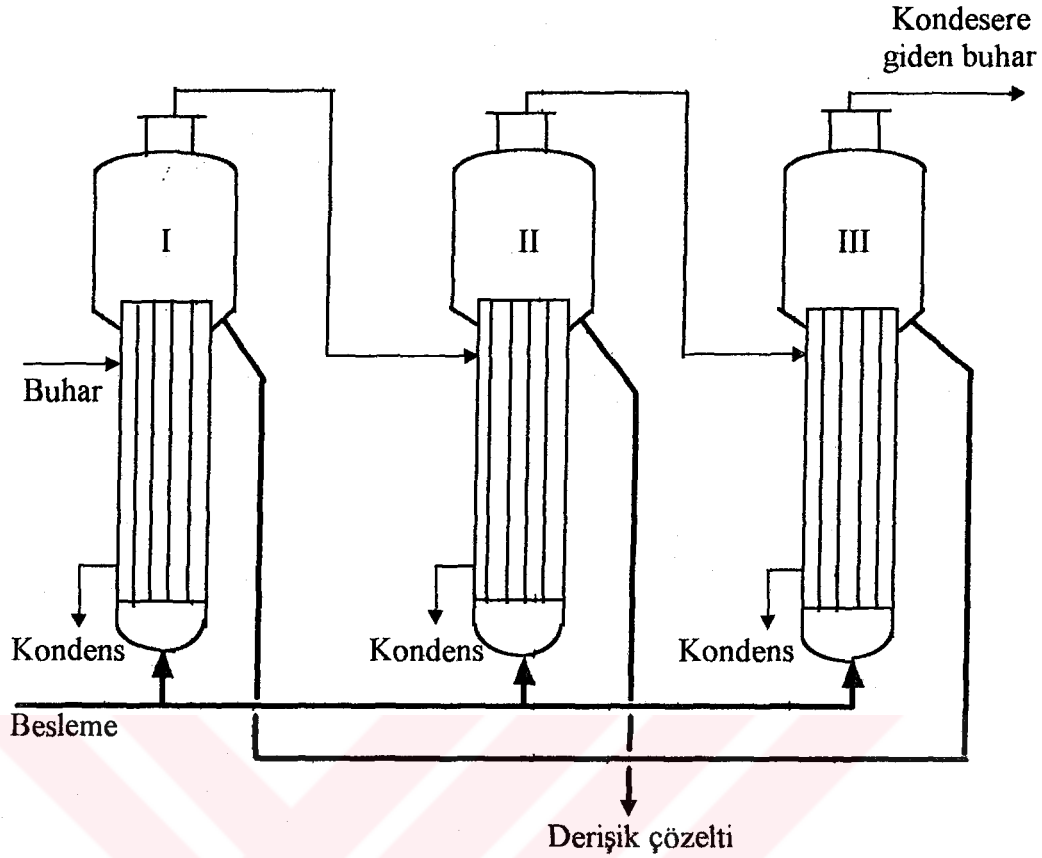 Kondesere
giden buhar
I
II
III
Buhar
Kondens
Kondens
Kondens
Besleme
Derişik çözelti